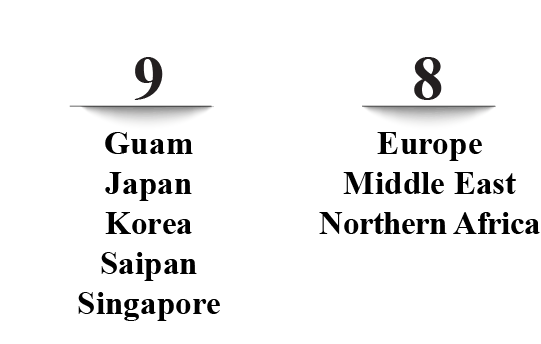 9
Guam
Japan
Korea
Saipan
Singapore
8
Europe
Middle East
Northern Africa